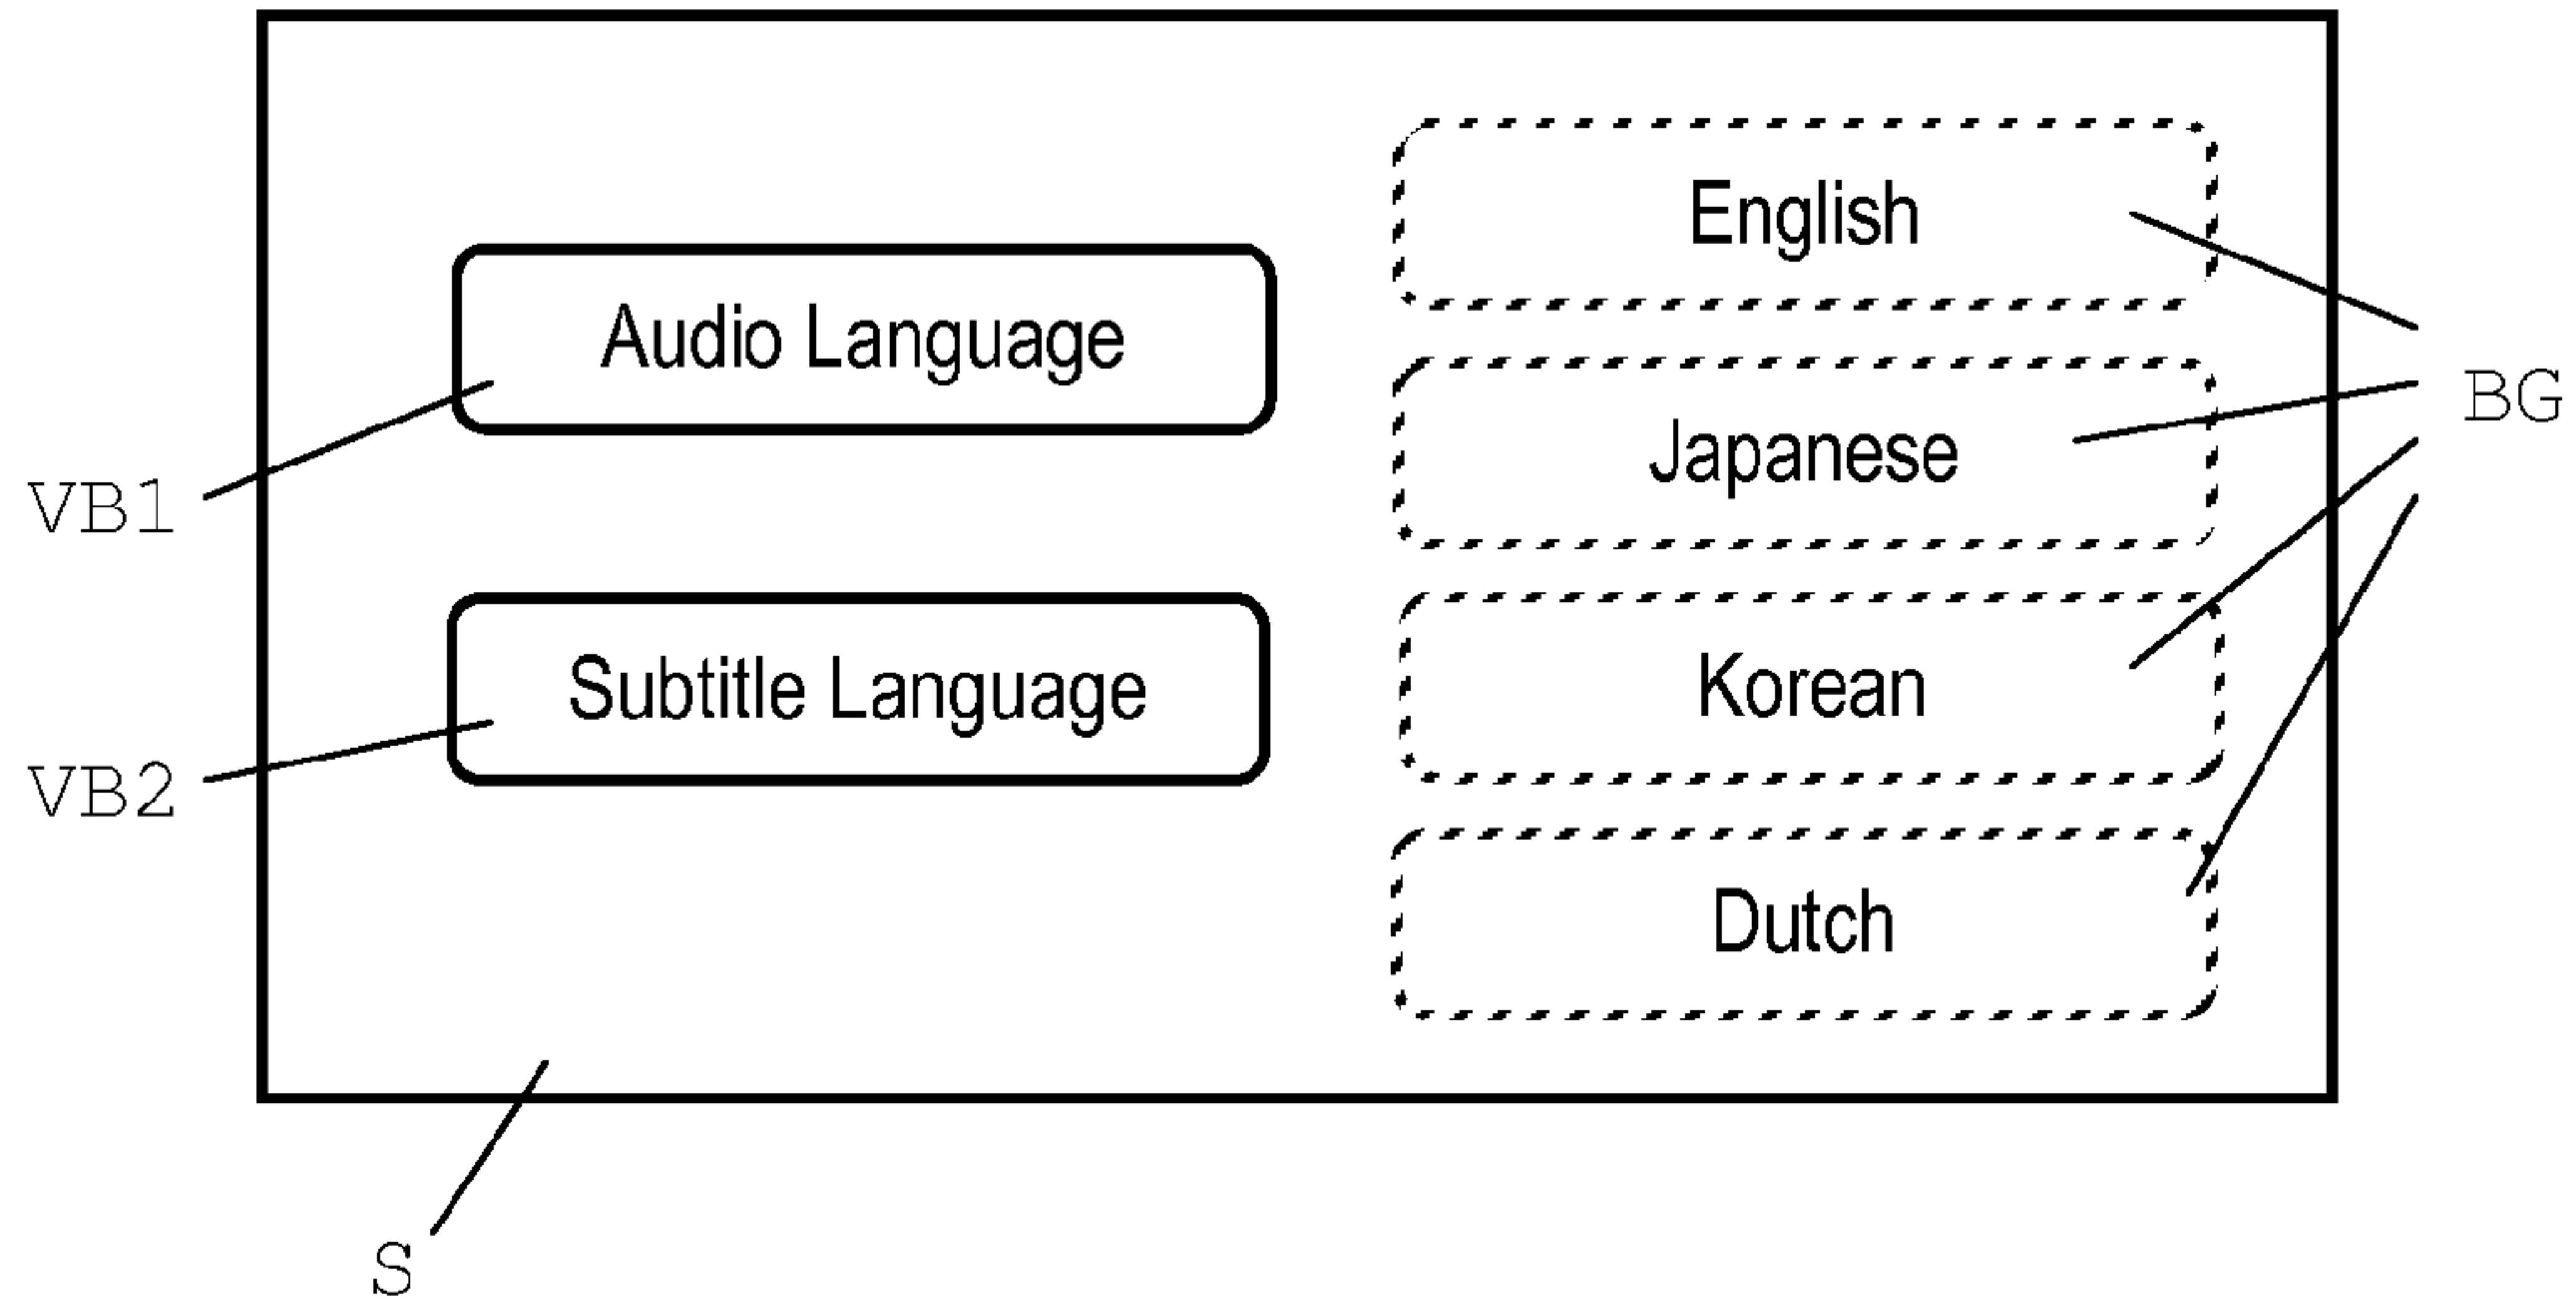 English
Audio Language
Japanese
BG
VB1
Subtitle Language
Korean
VB2
Dutch
S